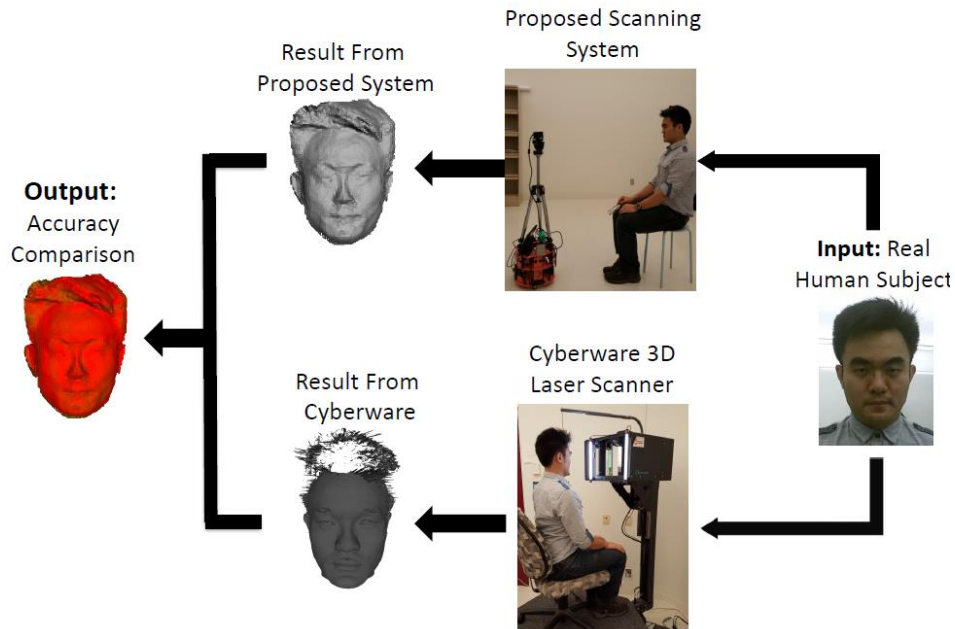 Proposed Scanning
System
Result From
Proposed System
Output:
Accuracy
Comparison
Input: Real
Human Subject
Cyberware 3D
Laser Scanner
Result From
Cyberware